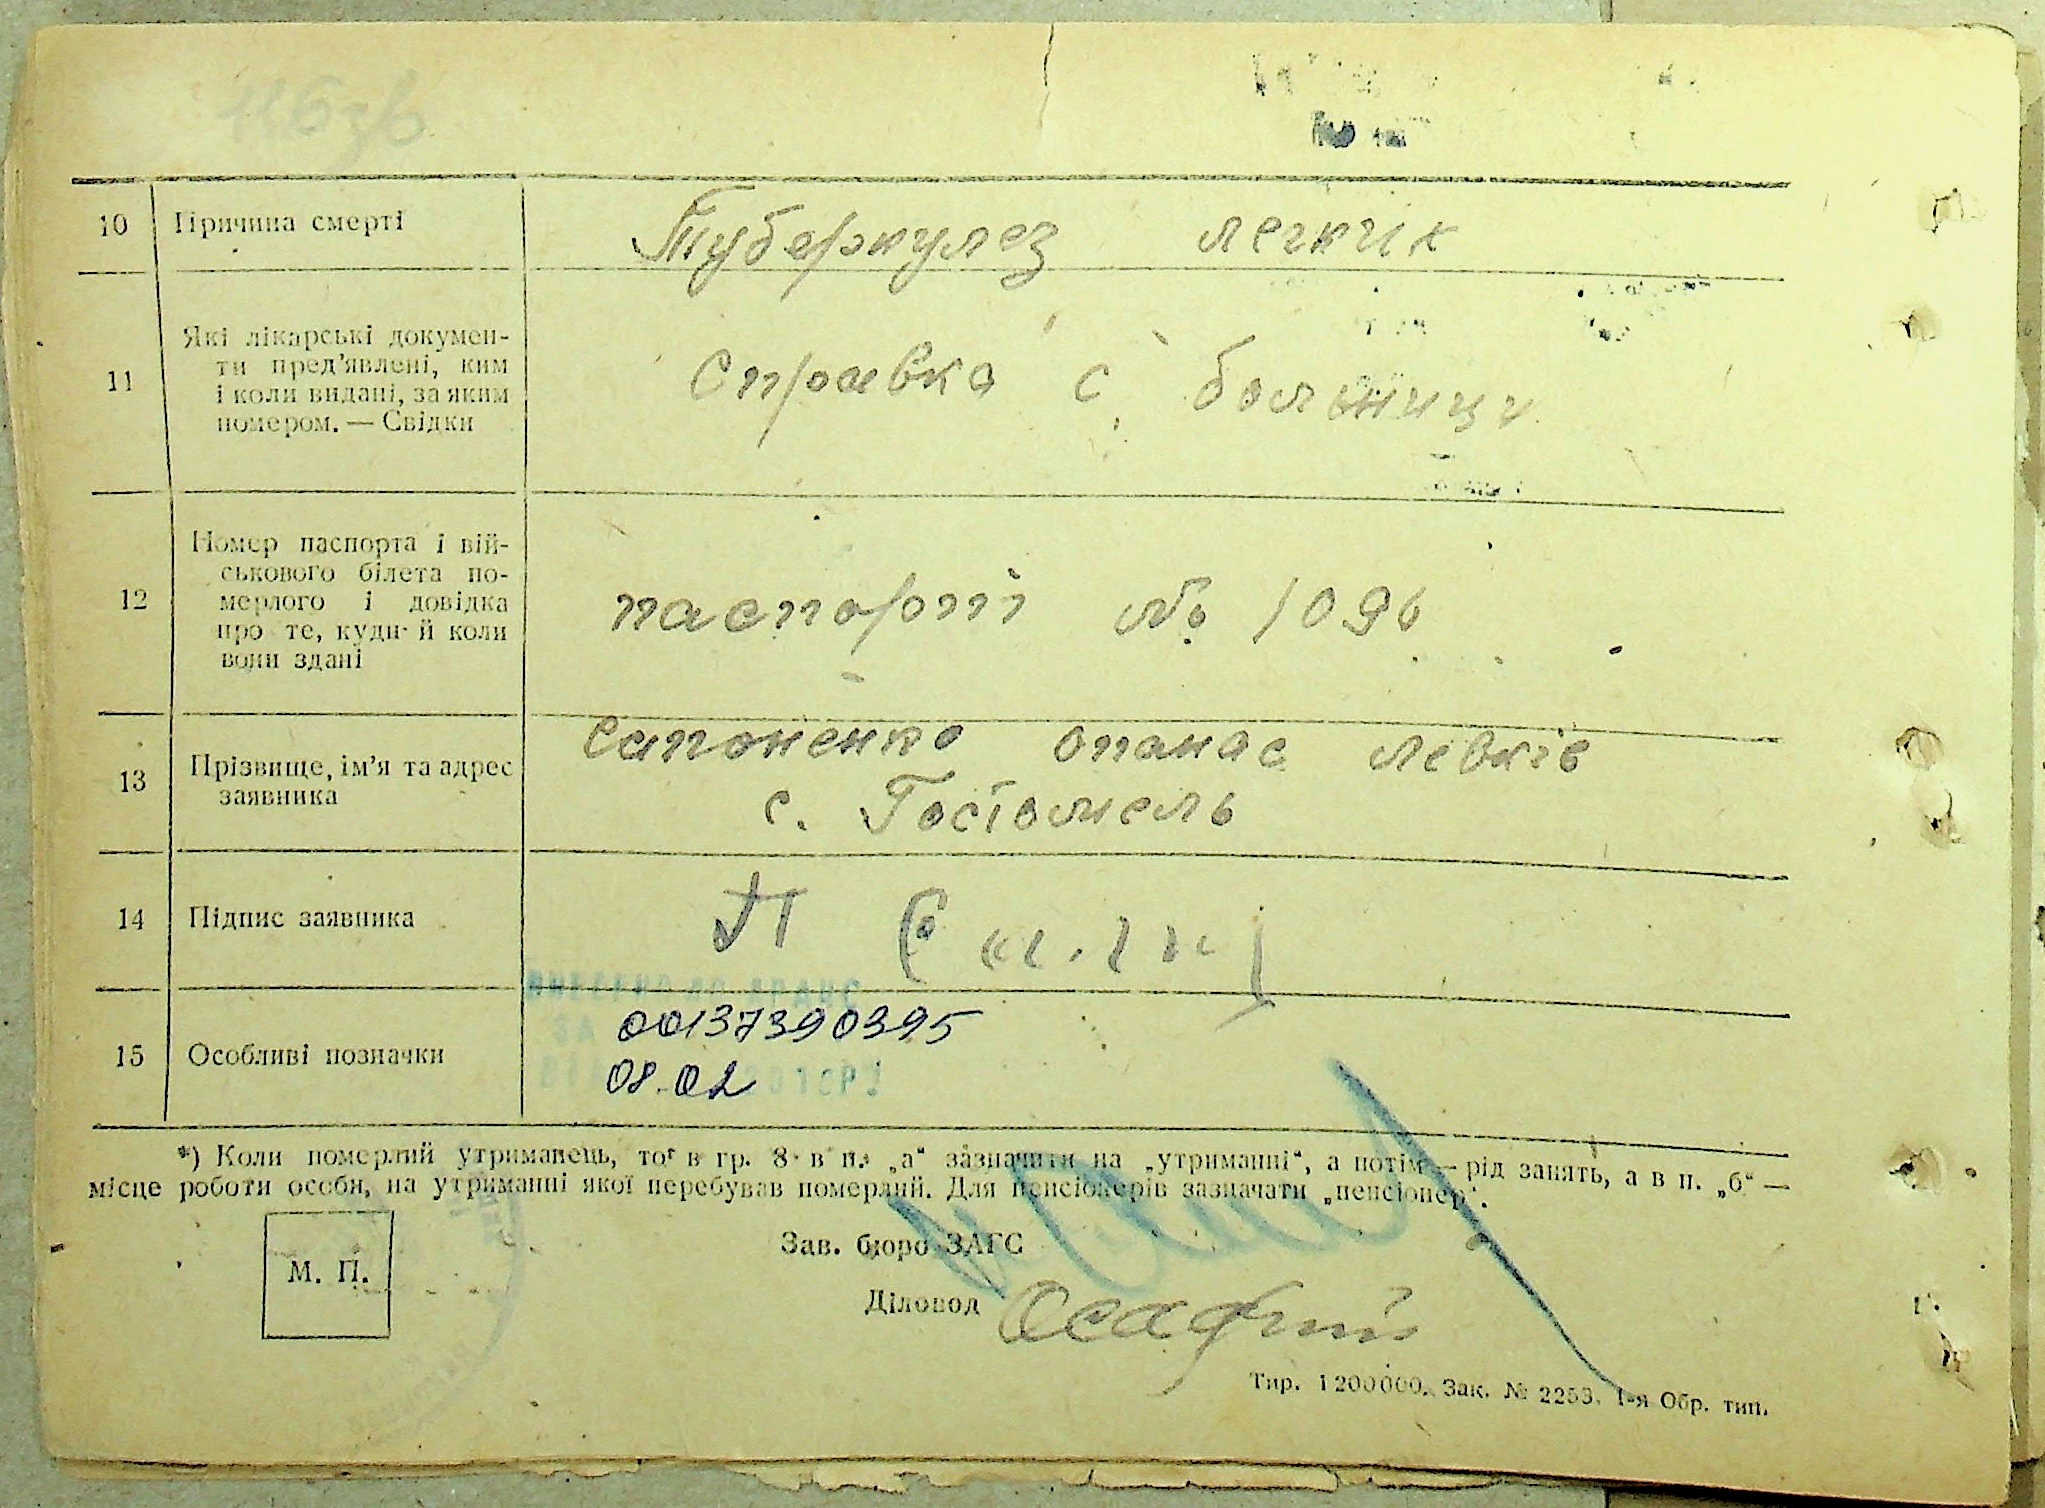 10 Причина смерті Туберкулез легких
11 Які лікарські докумен-
ти пред'явлені, ким
і коли видані, за яким
номером. — Свідки
Справка с больници
12 Номер паспорта і вій-
ськового білета по-
мерлого і довідка
про те, куди й коли
вони здані
паспорт № 1096
13 Прізвище, ім'я та адрес
заявника
Сапоненко Опанас Левків
с. Гостомель
14 Підпис заявника
15 Особливі позначки
00137390395
08.02
*) Коли померлий утриманець, то в гр. 8 в п. „а“ зазначити на „утриманні“, а потім — рід занять, а в п. „б“ —
місце роботи особи, на утриманні якої перебував померлий. Для пенсіонерів зазначати „пенсіонер“.
М. П.
Зав. бюро ЗАГС
Діловод
Тир. 1200000. Зак. № 2253. 1-я Обр. тип.